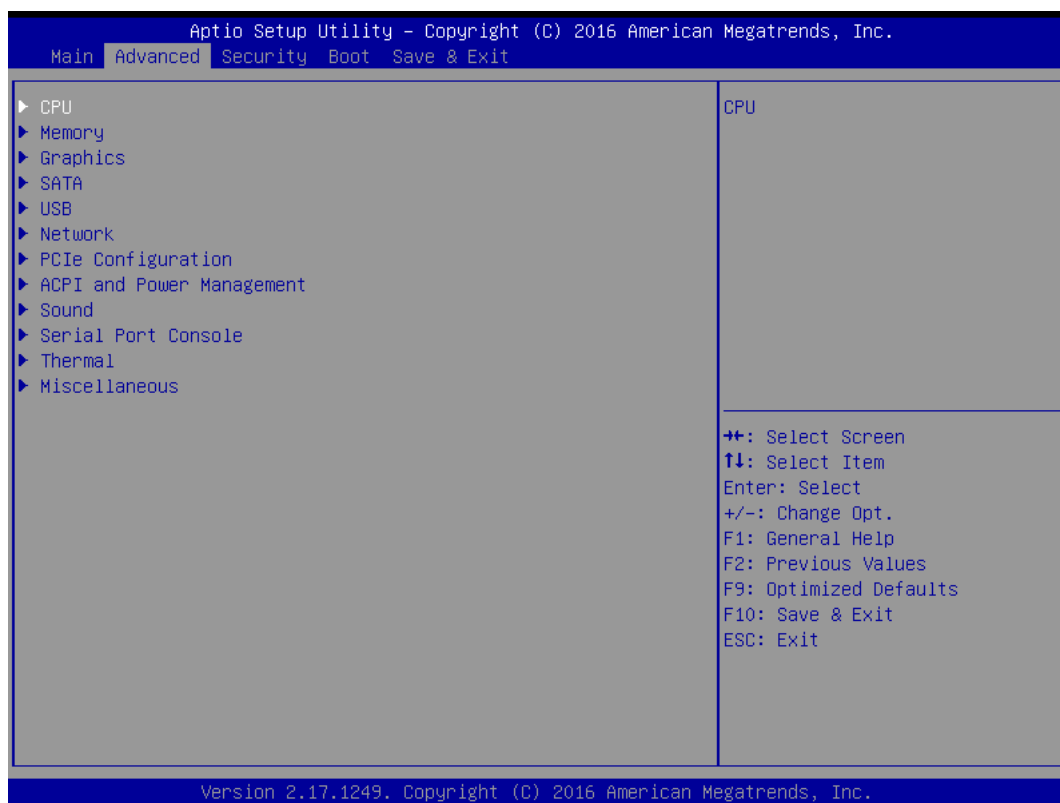 Aptio Setup Utility – Copyright (C) 2016 American Megatrends, Inc.
Main Advanced Security Boot Save & Exit
▶ CPU
▶ Memory
▶ Graphics
▶ SATA
▶ USB
▶ Network
▶ PCIe Configuration
▶ ACPI and Power Management
▶ Sound
▶ Serial Port Console
▶ Thermal
▶ Miscellaneous
CPU
→←: Select Screen
↑↓: Select Item
Enter: Select
+/-: Change Opt.
F1: General Help
F2: Previous Values
F9: Optimized Defaults
F10: Save & Exit
ESC: Exit
Version 2.17.1249. Copyright (C) 2016 American Megatrends, Inc.